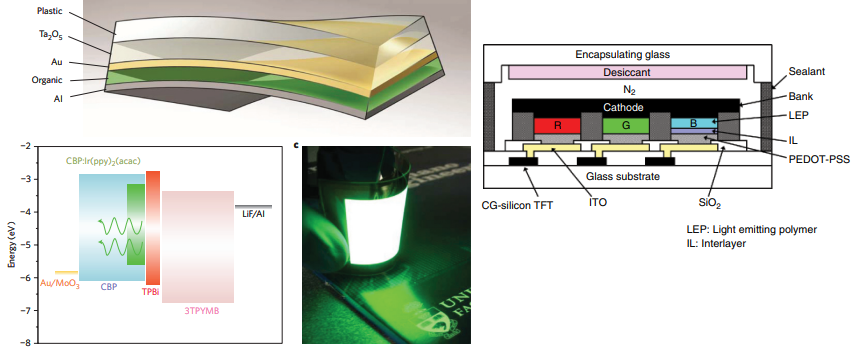 Plastic
Ta₂O₅
Au
Organic
Al
−2
−3
−4
−5
−6
−7
−8
Energy (eV)
CBP:Ir(ppy)₂(acac)
Au/MoO₃
CBP
TPBi
3TPYMB
LiF/Al
c
UNI
FA
Encapsulating glass
Desiccant
N₂
Cathode
R
G
B
Sealant
Bank
LEP
IL
PEDOT-PSS
Glass substrate
CG-silicon TFT
ITO
SiO₂
LEP: Light emitting polymer
IL: Interlayer